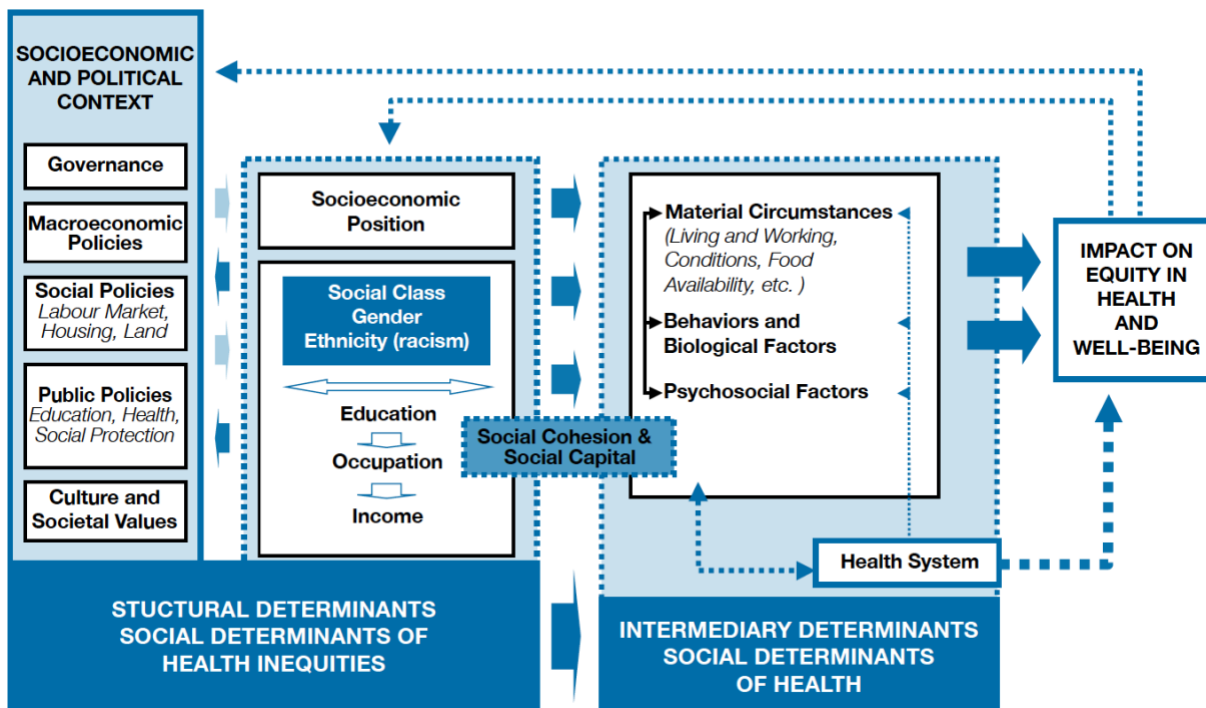 SOCIOECONOMIC
AND POLITICAL
CONTEXT
Governance
Macroeconomic
Policies
Social Policies
Labour Market,
Housing, Land
Public Policies
Education, Health,
Social Protection
Culture and
Societal Values
Socioeconomic
Position
Social Class
Gender
Ethnicity (racism)
Education
Occupation
Income
Social Cohesion &
Social Capital
Material Circumstances
(Living and Working,
Conditions, Food
Availability, etc. )
Behaviors and
Biological Factors
Psychosocial Factors
Health System
IMPACT ON
EQUITY IN
HEALTH
AND
WELL-BEING
STUCTURAL DETERMINANTS
SOCIAL DETERMINANTS OF
HEALTH INEQUITIES
INTERMEDIARY DETERMINANTS
SOCIAL DETERMINANTS
OF HEALTH